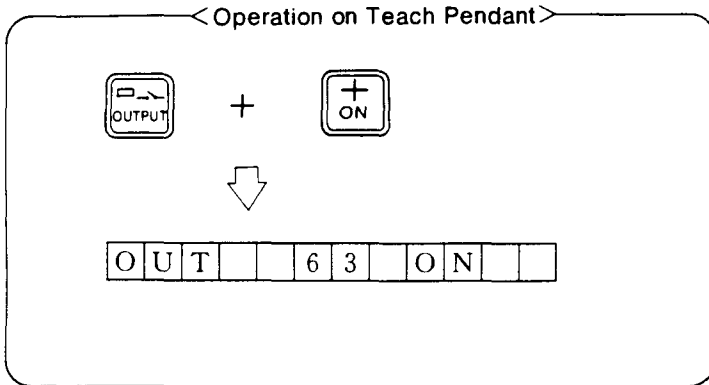 <Operation on Teach Pendant>
OUTPUT + + ON
OUT 63 ON